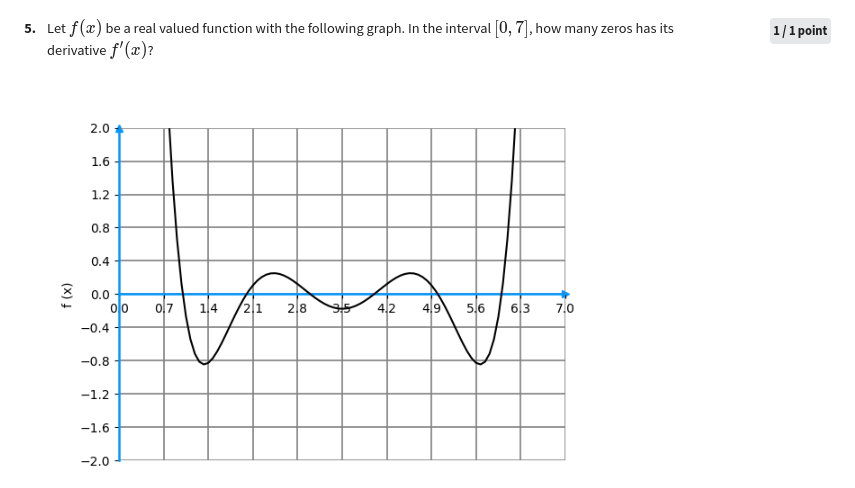 5. Let f(x) be a real valued function with the following graph. In the interval [0, 7], how many zeros has its
derivative f′(x)?
1 / 1 point
2.0
1.6
1.2
0.8
0.4
0.0
−0.4
−0.8
−1.2
−1.6
−2.0
f (x)
0.0 0.7 1.4 2.1 2.8 3.5 4.2 4.9 5.6 6.3 7.0